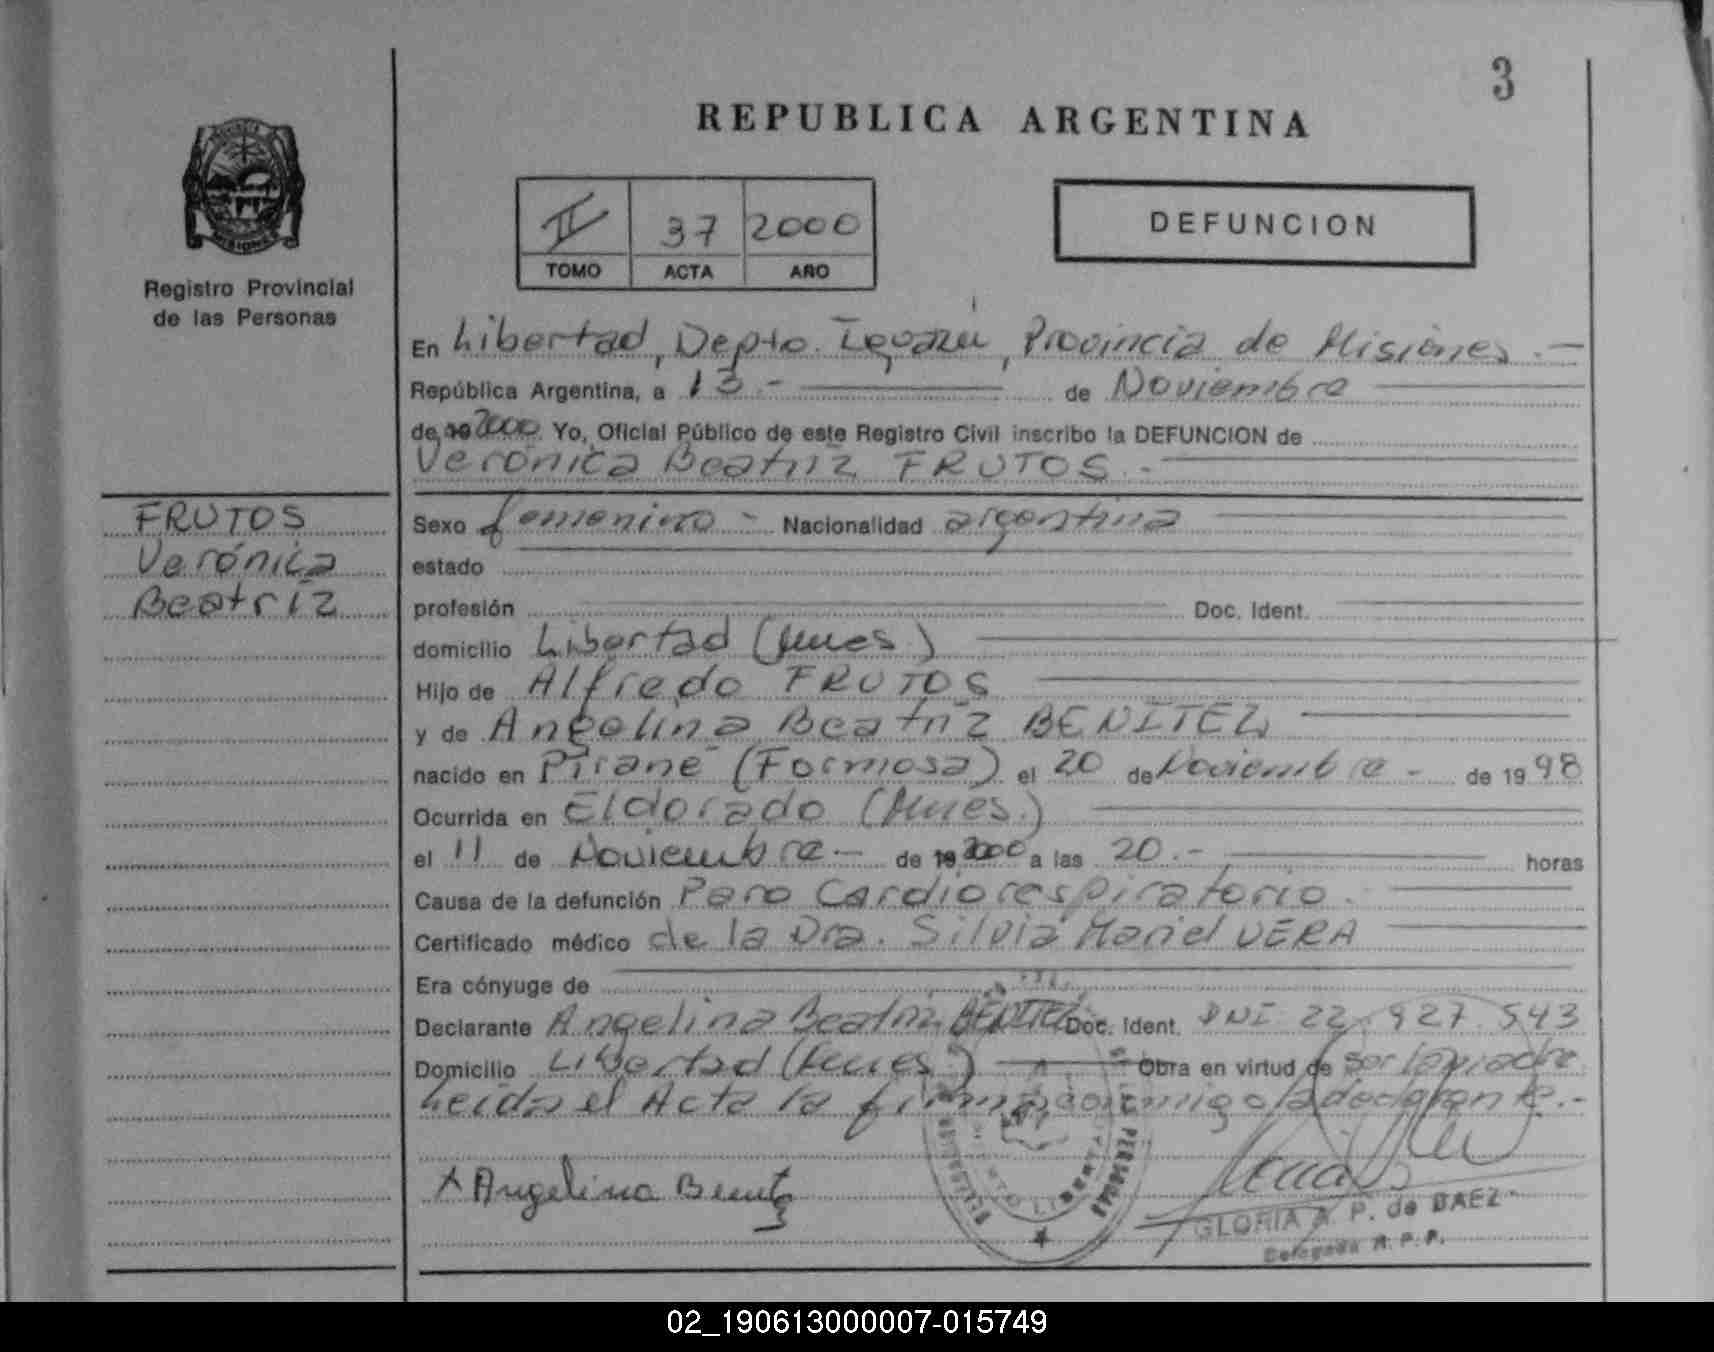 3
REPUBLICA ARGENTINA
II 37 2000
TOMO ACTA AÑO
DEFUNCION
MISIONES
Registro Provincial
de las Personas
En Libertad, Depto. Iguazú, Provincia de Misiones.-
República Argentina, a 13.- de Noviembre
de 19 2000. Yo, Oficial Público de este Registro Civil inscribo la DEFUNCION de
Verónica Beatriz FRUTOS.-
FRUTOS
Verónica
Beatriz
Sexo femenino - Nacionalidad argentina
estado
profesión Doc. Ident.
domicilio Libertad (Mnes.)
Hijo de Alfredo FRUTOS
y de Angelina Beatriz BENITEZ
nacido en Pirané (Formosa) el 20 de Noviembre - de 1998
Ocurrida en Eldorado (Mnes.)
el 11 de Noviembre - de 19 2000 a las 20.- horas
Causa de la defunción Paro Cardiorespiratorio.
Certificado médico de la Dra. Silvia Mariel VERA
Era cónyuge de
Declarante Angelina Beatriz BENITEZ Doc. Ident. DNI 22.927.543
Domicilio Libertad (Mnes.) Obra en virtud de ser la madre
Leida el Acta la firma conmigo la declarante.-
x Angelina Benitez
GLORIA A. P. de BAEZ
Delegada R. P. P.
02_190613000007-015749